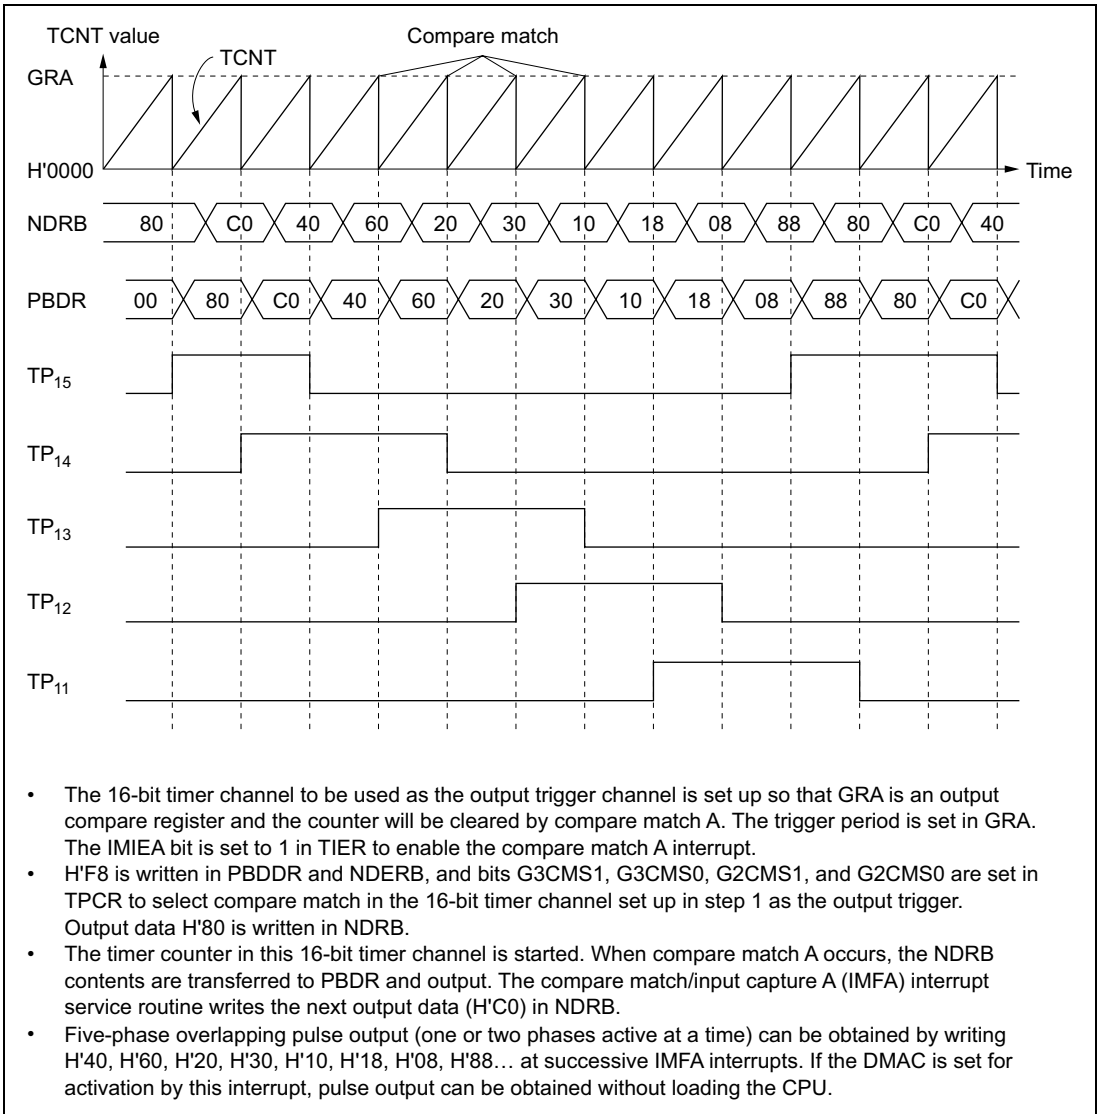 TCNT value
Compare match
TCNT
GRA
H'0000
Time
NDRB 80 C0 40 60 20 30 10 18 08 88 80 C0 40
PBDR 00 80 C0 40 60 20 30 10 18 08 88 80 C0
TP15
TP14
TP13
TP12
TP11
• The 16-bit timer channel to be used as the output trigger channel is set up so that GRA is an output
compare register and the counter will be cleared by compare match A. The trigger period is set in GRA.
The IMIEA bit is set to 1 in TIER to enable the compare match A interrupt.
• H'F8 is written in PBDDR and NDERB, and bits G3CMS1, G3CMS0, G2CMS1, and G2CMS0 are set in
TPCR to select compare match in the 16-bit timer channel set up in step 1 as the output trigger.
Output data H'80 is written in NDRB.
• The timer counter in this 16-bit timer channel is started. When compare match A occurs, the NDRB
contents are transferred to PBDR and output. The compare match/input capture A (IMFA) interrupt
service routine writes the next output data (H'C0) in NDRB.
• Five-phase overlapping pulse output (one or two phases active at a time) can be obtained by writing
H'40, H'60, H'20, H'30, H'10, H'18, H'08, H'88… at successive IMFA interrupts. If the DMAC is set for
activation by this interrupt, pulse output can be obtained without loading the CPU.